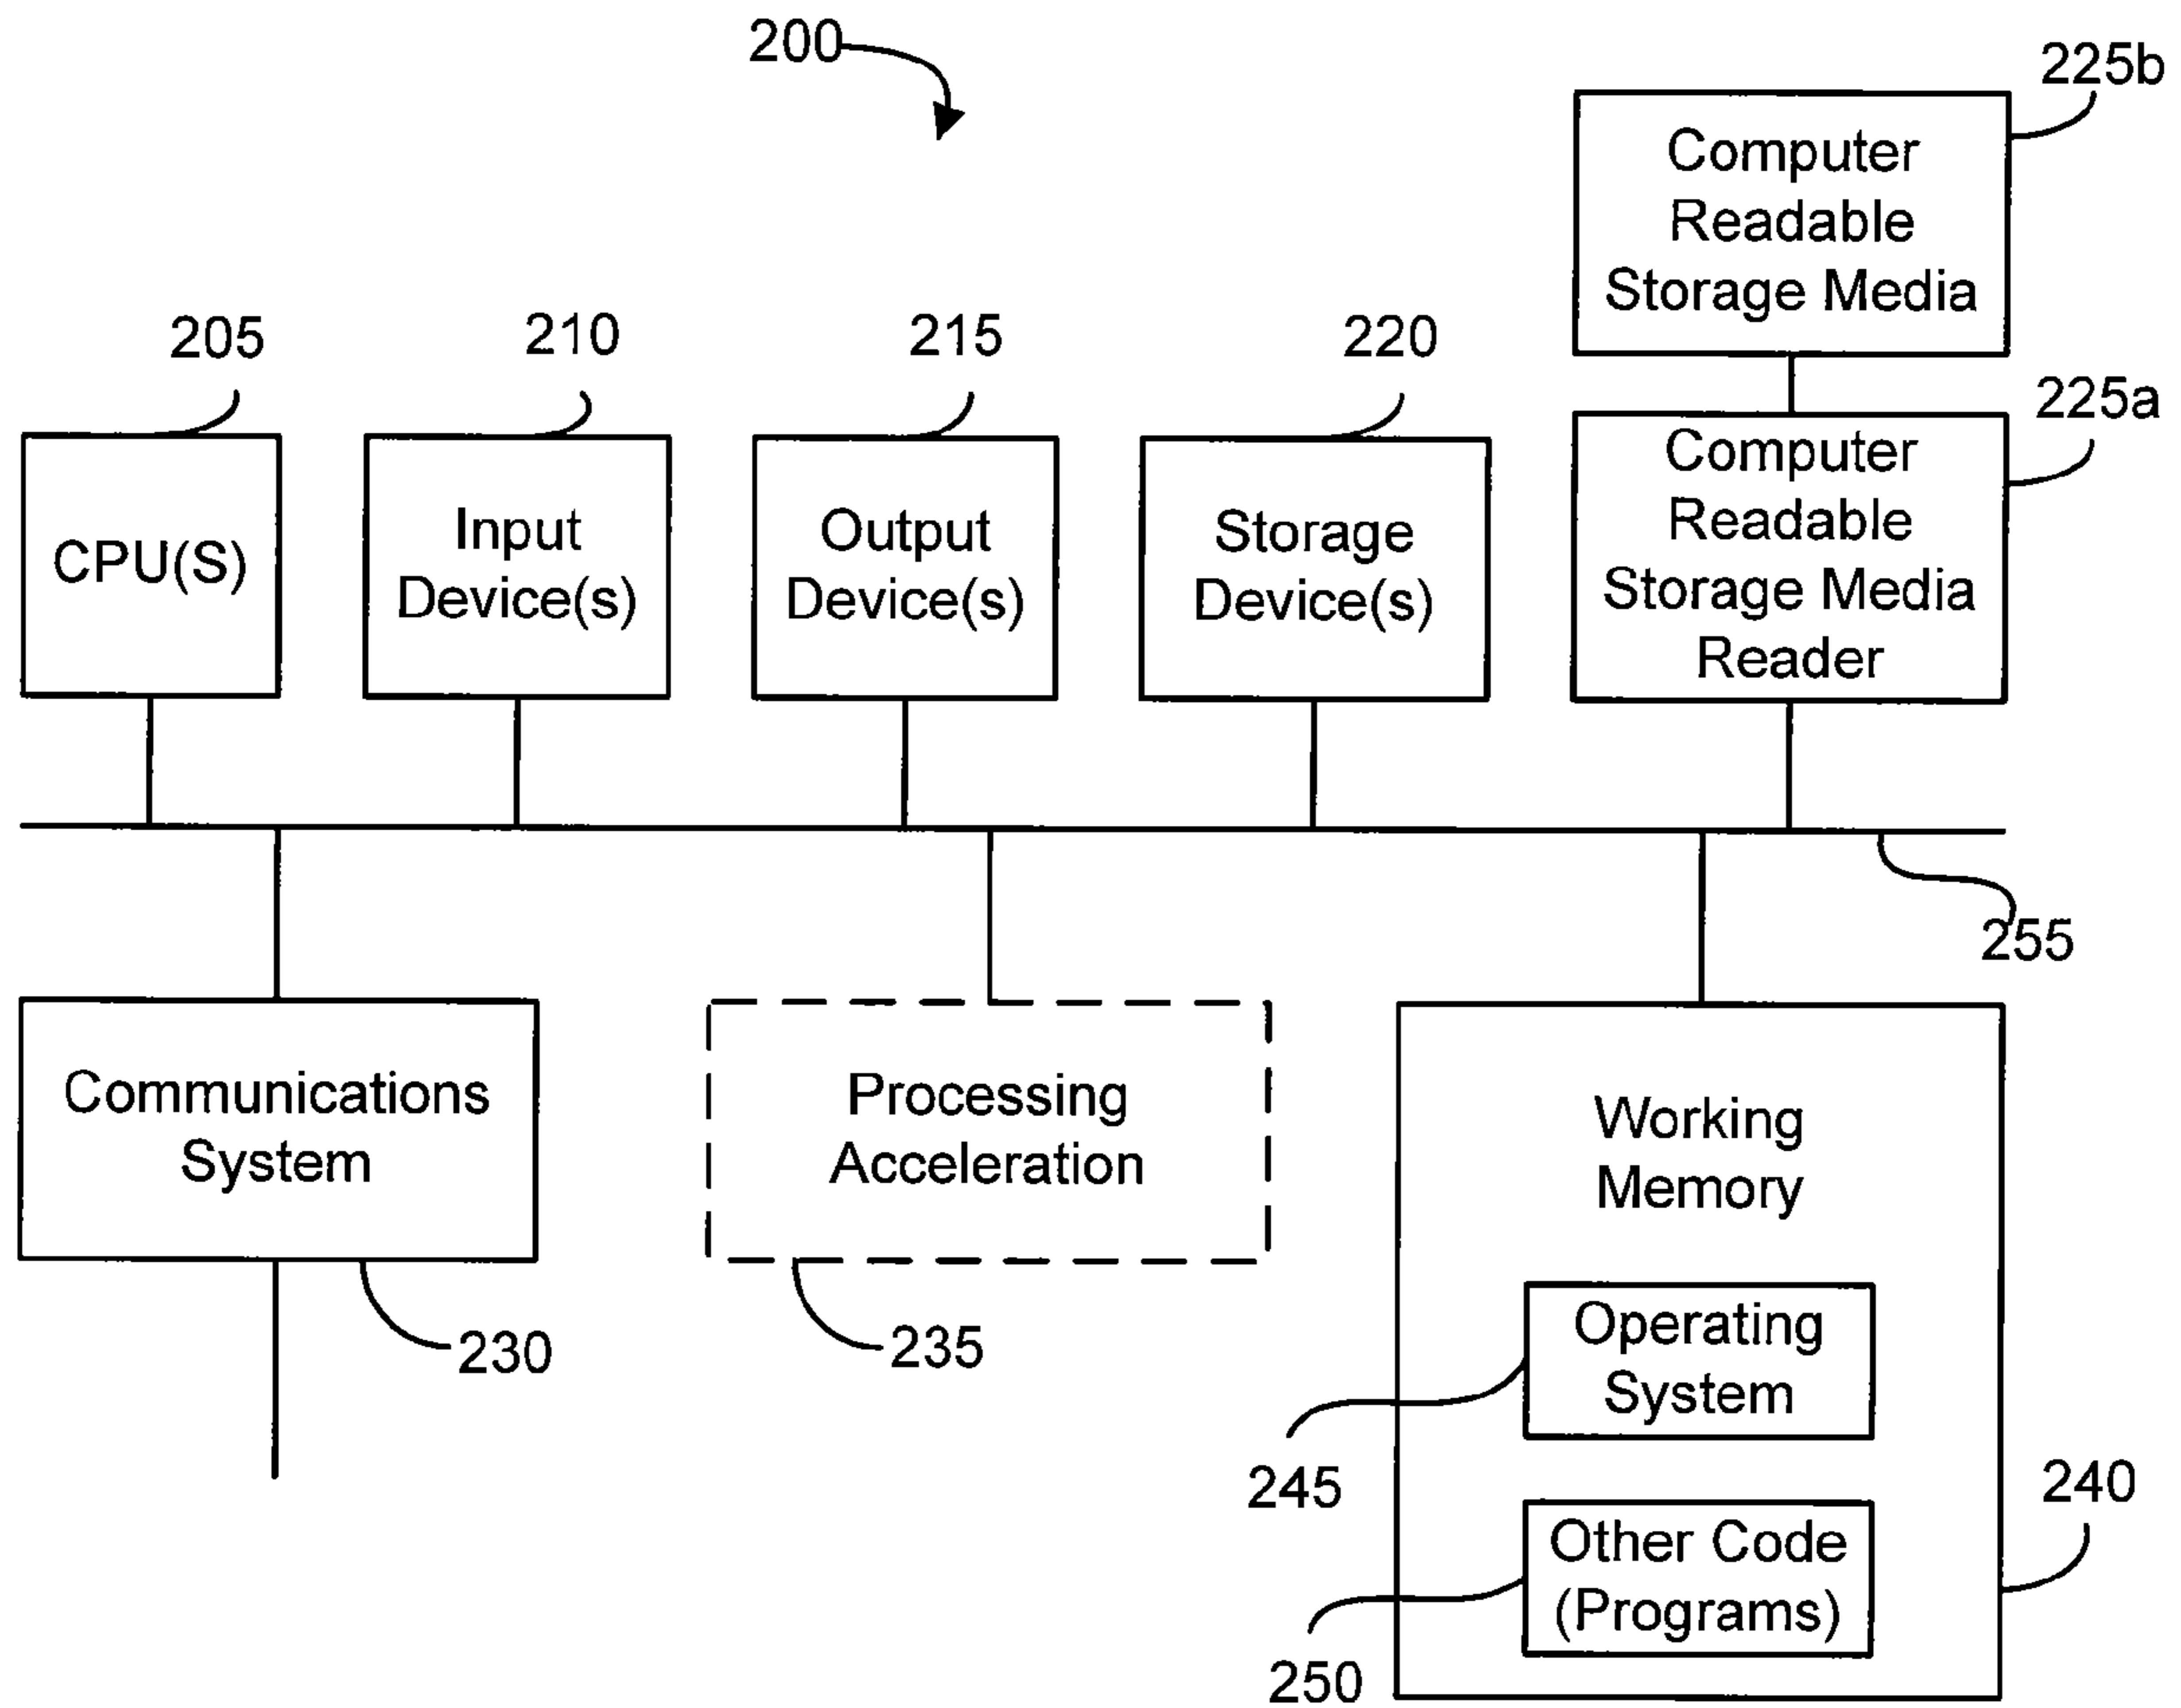 200
225b
Computer
Readable
Storage Media
205
210
215
220
225a
CPU(S)
Input
Device(s)
Output
Device(s)
Storage
Device(s)
Computer
Readable
Storage Media
Reader
255
Communications
System
230
Processing
Acceleration
235
Working
Memory
Operating
System
245
240
Other Code
(Programs)
250